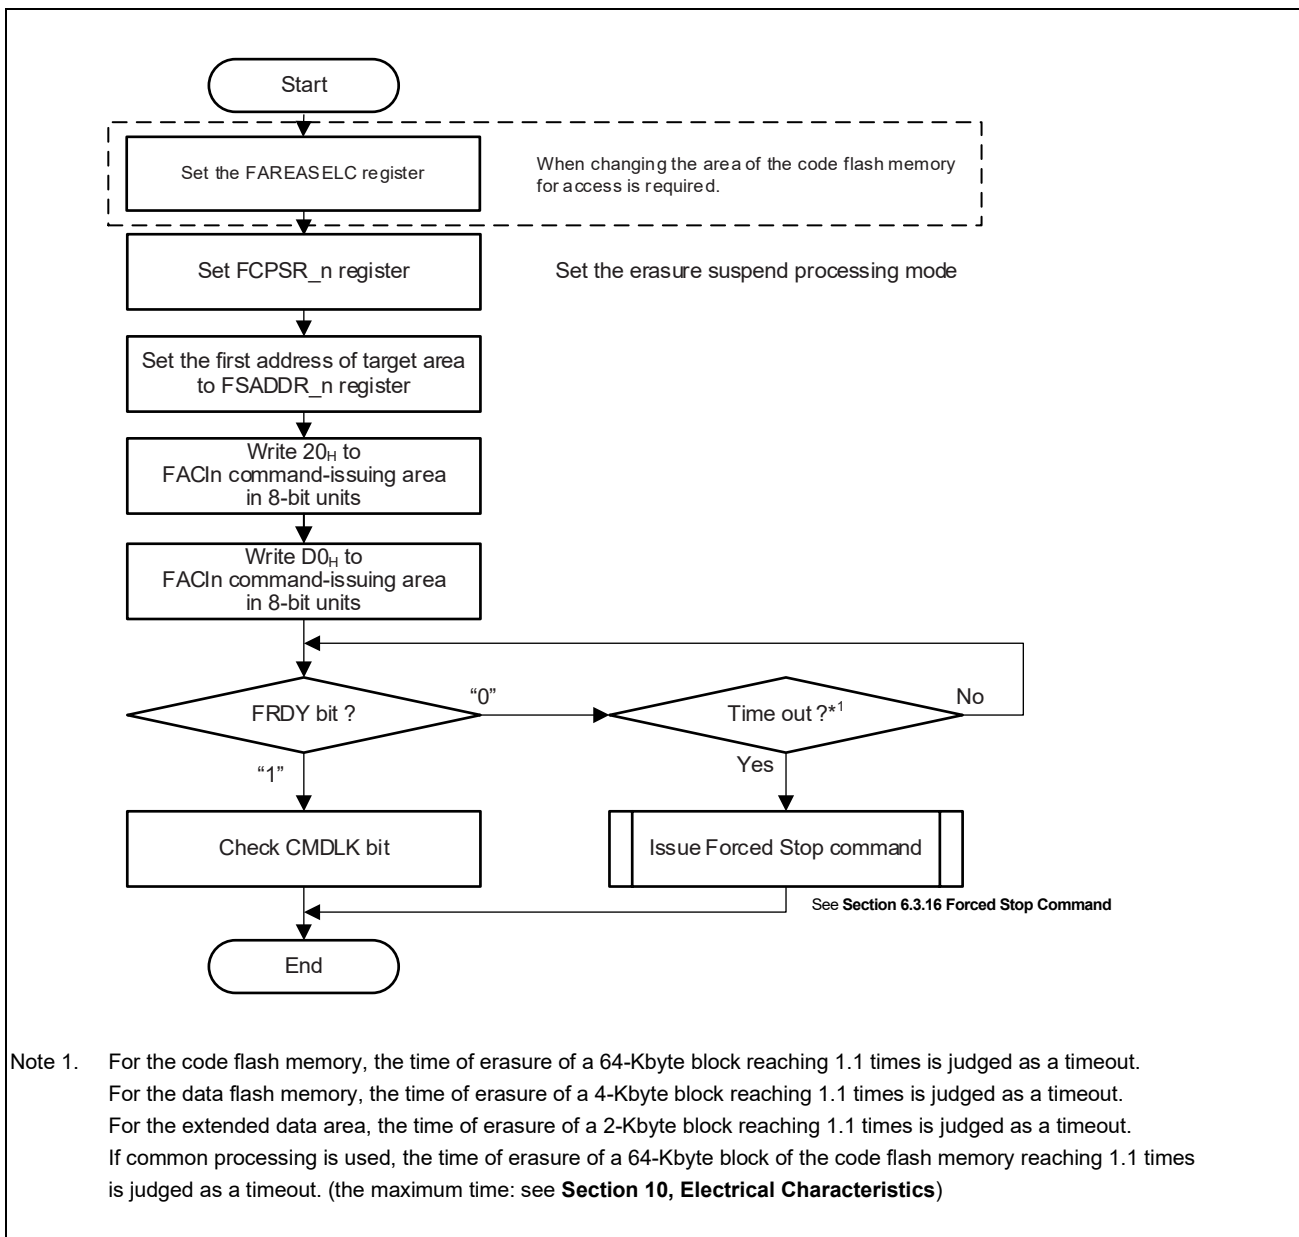 Start
Set the FAREASELC register
When changing the area of the code flash memory
for access is required.
Set FCPSR_n register
Set the erasure suspend processing mode
Set the first address of target area
to FSADDR_n register
Write 20H to
FACIn command-issuing area
in 8-bit units
Write D0H to
FACIn command-issuing area
in 8-bit units
FRDY bit ?
“0”
Time out ?*1
No
“1”
Yes
Check CMDLK bit
Issue Forced Stop command
See Section 6.3.16 Forced Stop Command
End
Note 1. For the code flash memory, the time of erasure of a 64-Kbyte block reaching 1.1 times is judged as a timeout.
For the data flash memory, the time of erasure of a 4-Kbyte block reaching 1.1 times is judged as a timeout.
For the extended data area, the time of erasure of a 2-Kbyte block reaching 1.1 times is judged as a timeout.
If common processing is used, the time of erasure of a 64-Kbyte block of the code flash memory reaching 1.1 times
is judged as a timeout. (the maximum time: see Section 10, Electrical Characteristics)